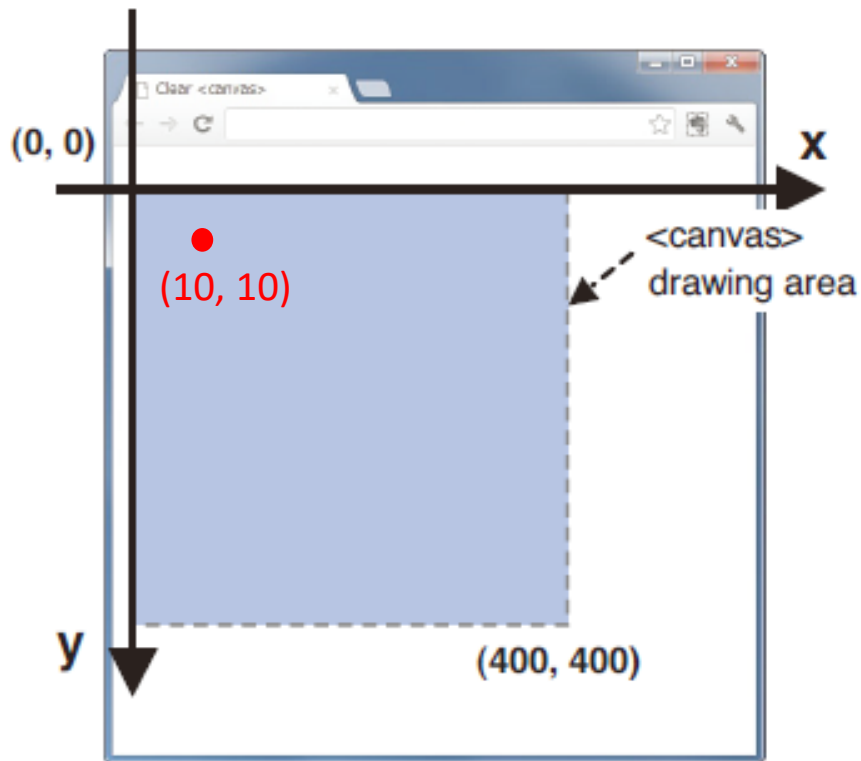 Clear <canvas>
(0, 0)
x
<canvas>
drawing area
(10, 10)
y
(400, 400)